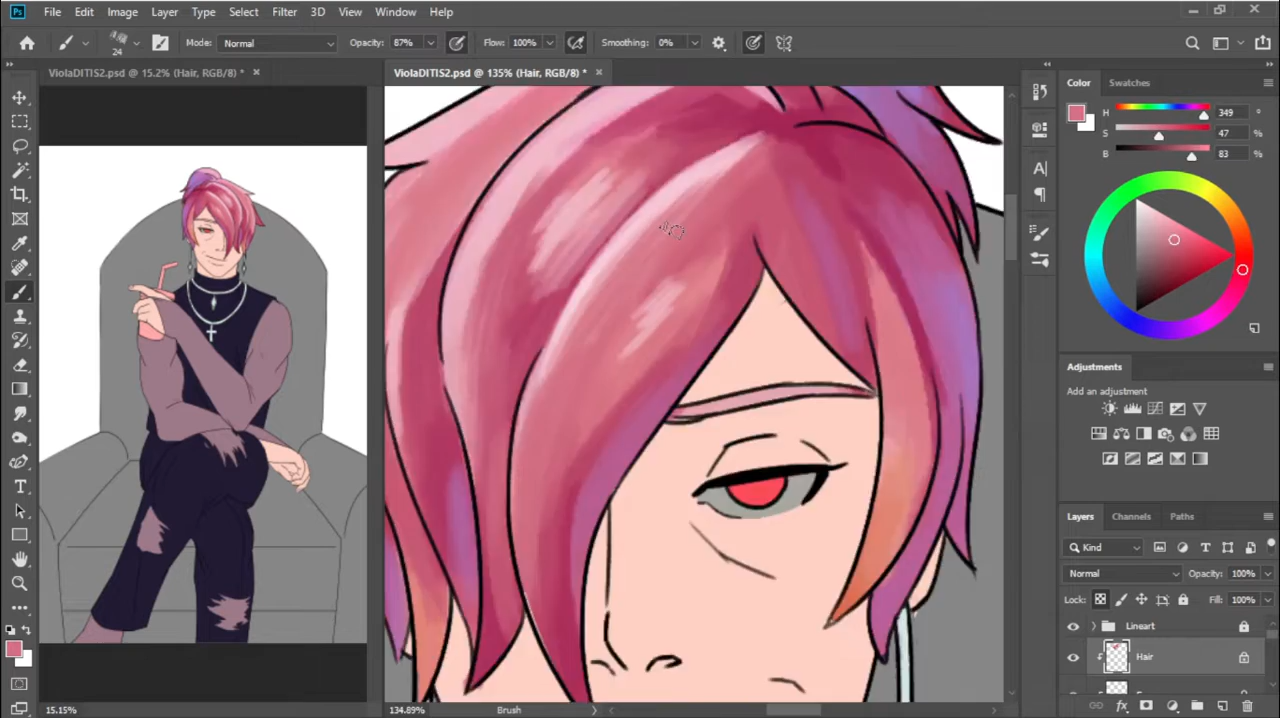 Ps File Edit Image Layer Type Select Filter 3D View Window Help
24 Mode: Normal Opacity: 87% Flow: 100% Smoothing: 0%
ViolaDITIS2.psd @ 15.2% (Hair, RGB/8) * ×
ViolaDITIS2.psd @ 135% (Hair, RGB/8) * ×
Color Swatches
H 349 °
S 47 %
B 83 %
Adjustments
Add an adjustment
Layers Channels Paths
Kind
Normal Opacity: 100%
Lock: Fill: 100%
Lineart
Hair
15.15%
134.89% Brush